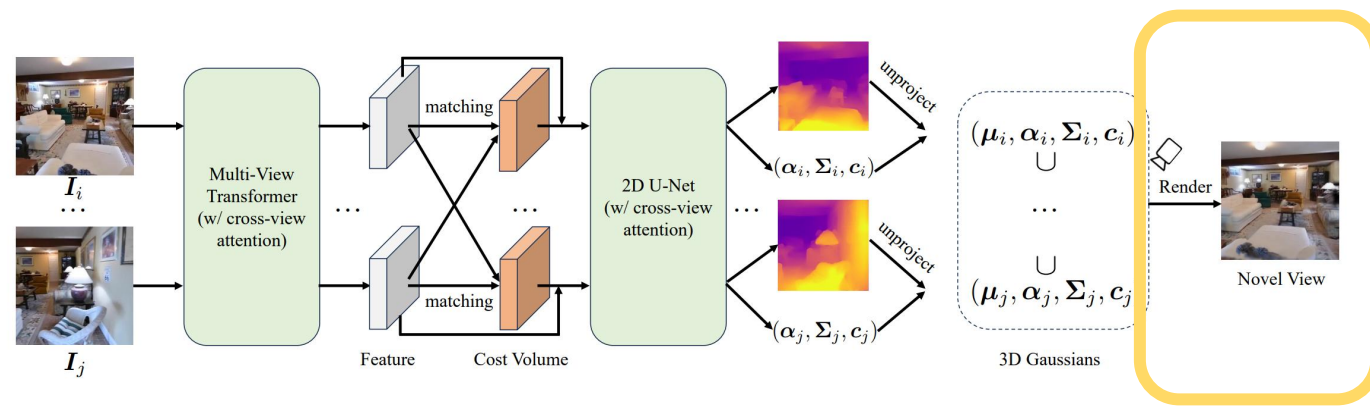 I_i
...
I_j
Multi-View
Transformer
(w/ cross-view
attention)
...
matching
matching
...
Feature
Cost Volume
2D U-Net
(w/ cross-view
attention)
...
unproject
(α_i, Σ_i, c_i)
unproject
(α_j, Σ_j, c_j)
(μ_i, α_i, Σ_i, c_i)
∪
...
∪
(μ_j, α_j, Σ_j, c_j
3D Gaussians
Render
Novel View